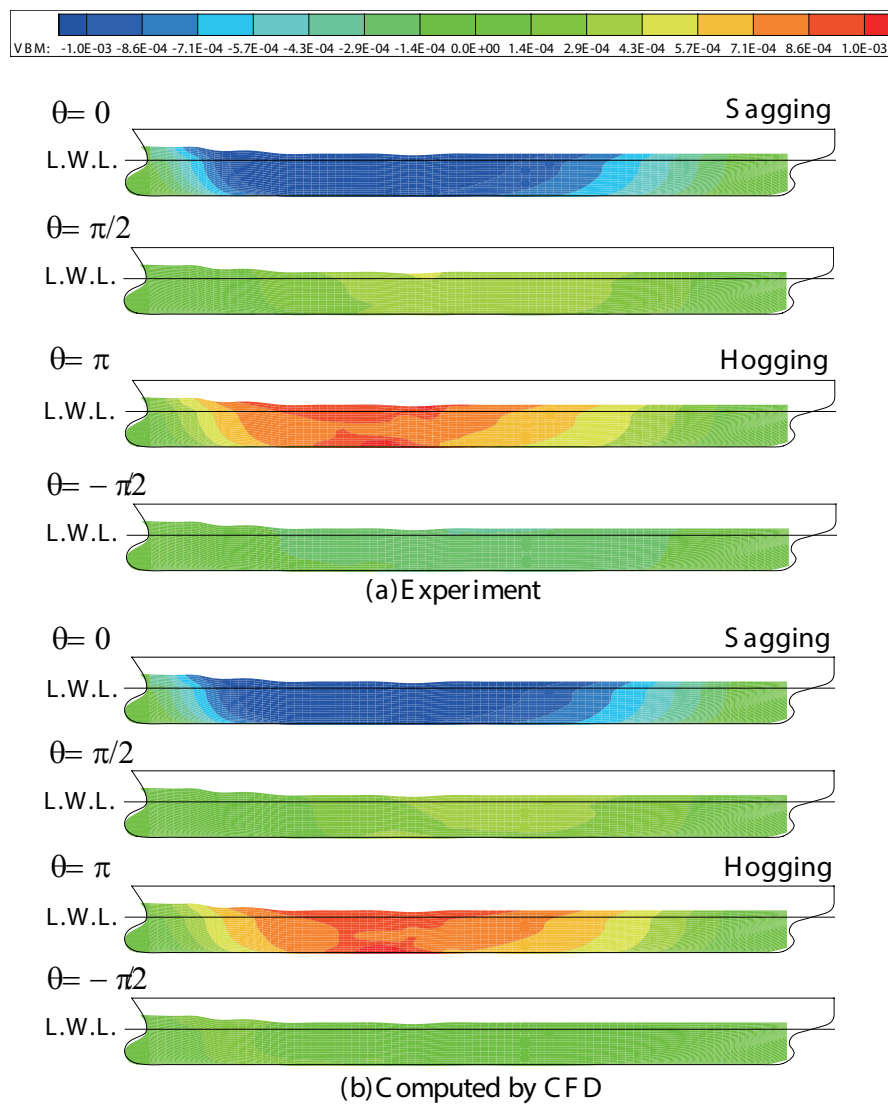 VBM: -1.0E-03 -8.6E-04 -7.1E-04 -5.7E-04 -4.3E-04 -2.9E-04 -1.4E-04 0.0E+00 1.4E-04 2.9E-04 4.3E-04 5.7E-04 7.1E-04 8.6E-04 1.0E-03
θ= 0 Sagging
L.W.L.
θ= π/2
L.W.L.
θ= π Hogging
L.W.L.
θ= − π/2
L.W.L.
(a)Experiment
θ= 0 Sagging
L.W.L.
θ= π/2
L.W.L.
θ= π Hogging
L.W.L.
θ= − π/2
L.W.L.
(b)Computed by CFD